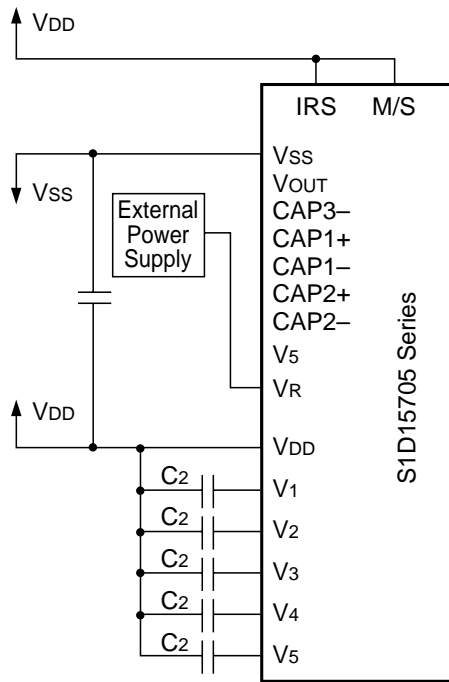 VDD
IRS M/S
VSS
VSS
VOUT
External
Power
Supply
CAP3–
CAP1+
CAP1–
CAP2+
CAP2–
V5
VR
VDD
VDD
C2 V1
C2 V2
C2 V3
C2 V4
C2 V5
S1D15705 Series